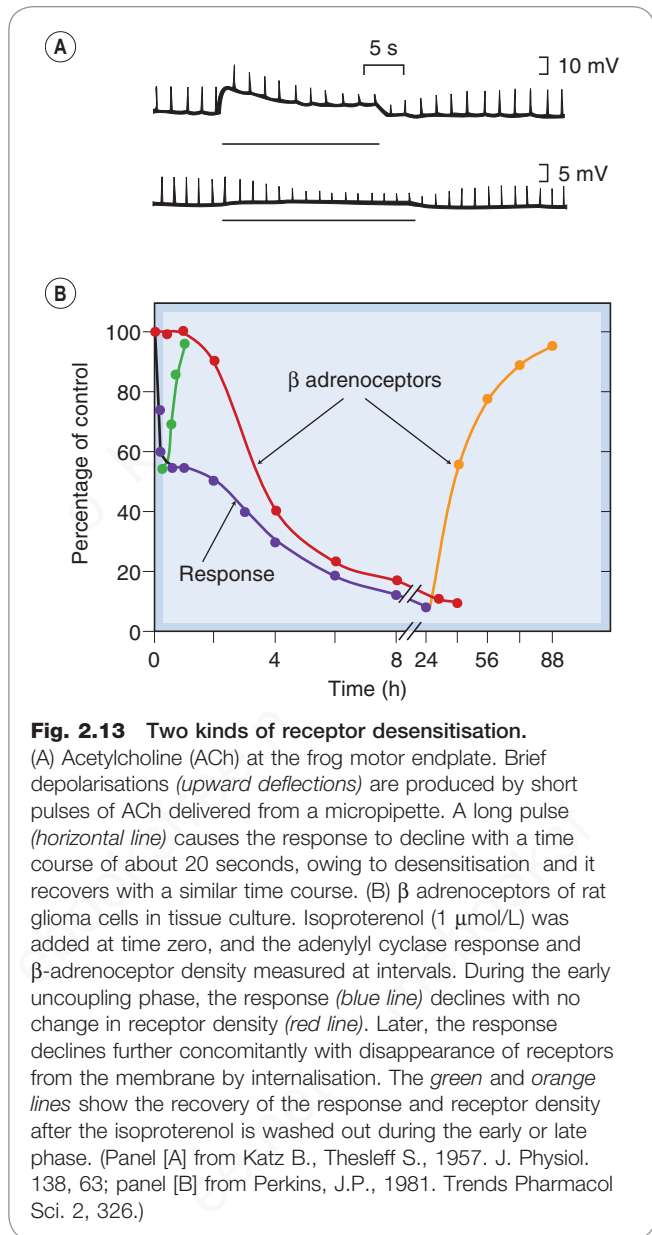 A
5 s
10 mV
5 mV
B
100
80
60
40
20
0
Percentage of control
β adrenoceptors
Response
0
4
8
24
56
88
Time (h)
Fig. 2.13 Two kinds of receptor desensitisation.
(A) Acetylcholine (ACh) at the frog motor endplate. Brief
depolarisations (upward deflections) are produced by short
pulses of ACh delivered from a micropipette. A long pulse
(horizontal line) causes the response to decline with a time
course of about 20 seconds, owing to desensitisation and it
recovers with a similar time course. (B) β adrenoceptors of rat
glioma cells in tissue culture. Isoproterenol (1 μmol/L) was
added at time zero, and the adenylyl cyclase response and
β-adrenoceptor density measured at intervals. During the early
uncoupling phase, the response (blue line) declines with no
change in receptor density (red line). Later, the response
declines further concomitantly with disappearance of receptors
from the membrane by internalisation. The green and orange
lines show the recovery of the response and receptor density
after the isoproterenol is washed out during the early or late
phase. (Panel [A] from Katz B., Thesleff S., 1957. J. Physiol.
138, 63; panel [B] from Perkins, J.P., 1981. Trends Pharmacol
Sci. 2, 326.)